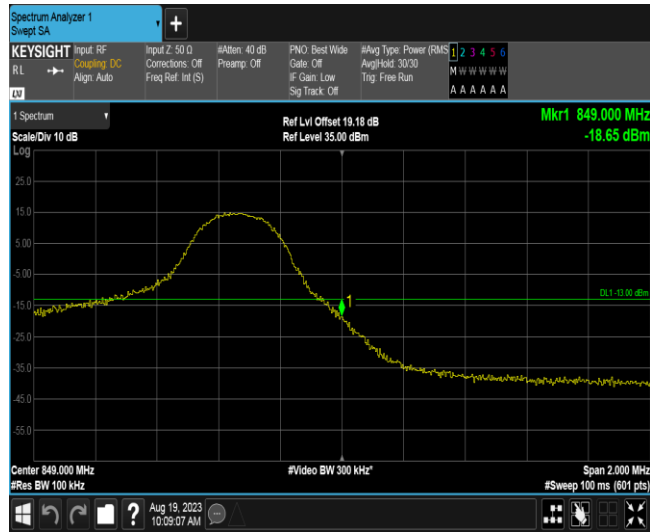 Spectrum Analyzer 1
Swept SA
KEYSIGHT
RL
LXI
Input: RF
Coupling: DC
Align: Auto
Input Z: 50 Ω
Corrections: Off
Freq Ref: Int (S)
#Atten: 40 dB
Preamp: Off
PNO: Best Wide
Gate: Off
IF Gain: Low
Sig Track: Off
#Avg Type: Power (RMS
Avg|Hold: 30/30
Trig: Free Run
1 2 3 4 5 6
M W W W W W
A A A A A A
1 Spectrum
Scale/Div 10 dB
Log
Ref Lvl Offset 19.18 dB
Ref Level 35.00 dBm
Mkr1 849.000 MHz
-18.65 dBm
25.0
15.0
5.00
-5.00
DL1 -13.00 dBm
1
-15.0
-25.0
-35.0
-45.0
-55.0
Center 849.000 MHz
#Res BW 100 kHz
#Video BW 300 kHz*
Span 2.000 MHz
#Sweep 100 ms (601 pts)
?
Aug 19, 2023
10:09:07 AM